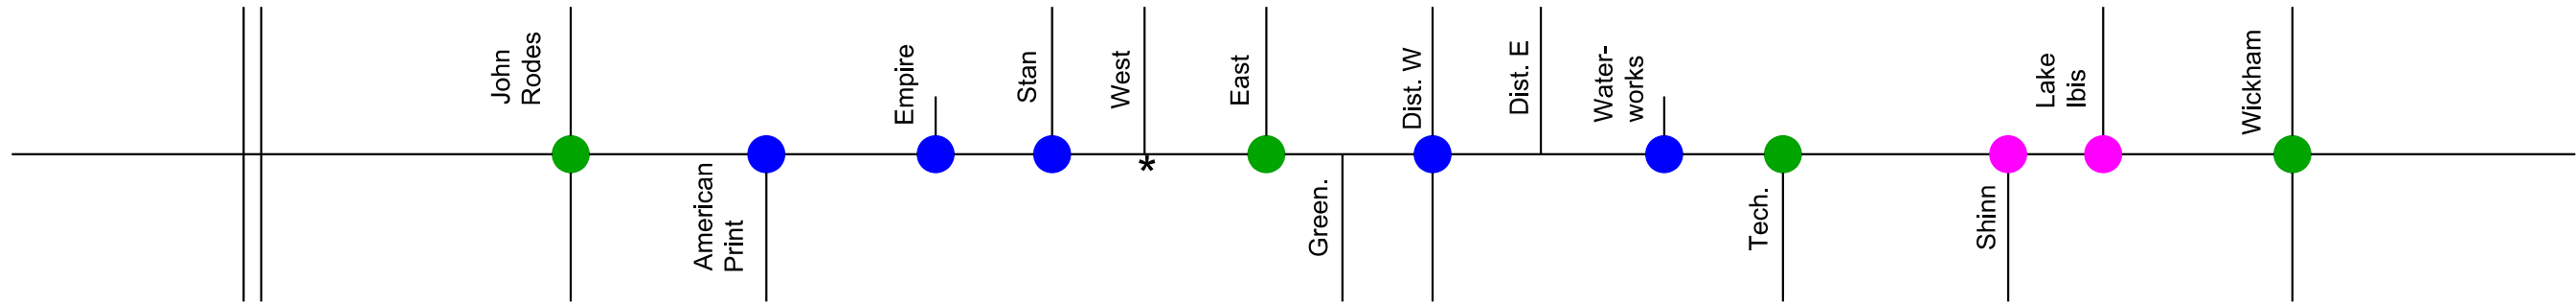 John
Rodes
American
Print
Empire
Stan
West
*
East
Green.
Dist. W
Dist. E
Water-
works
Tech.
Shinn
Lake
Ibis
Wickham